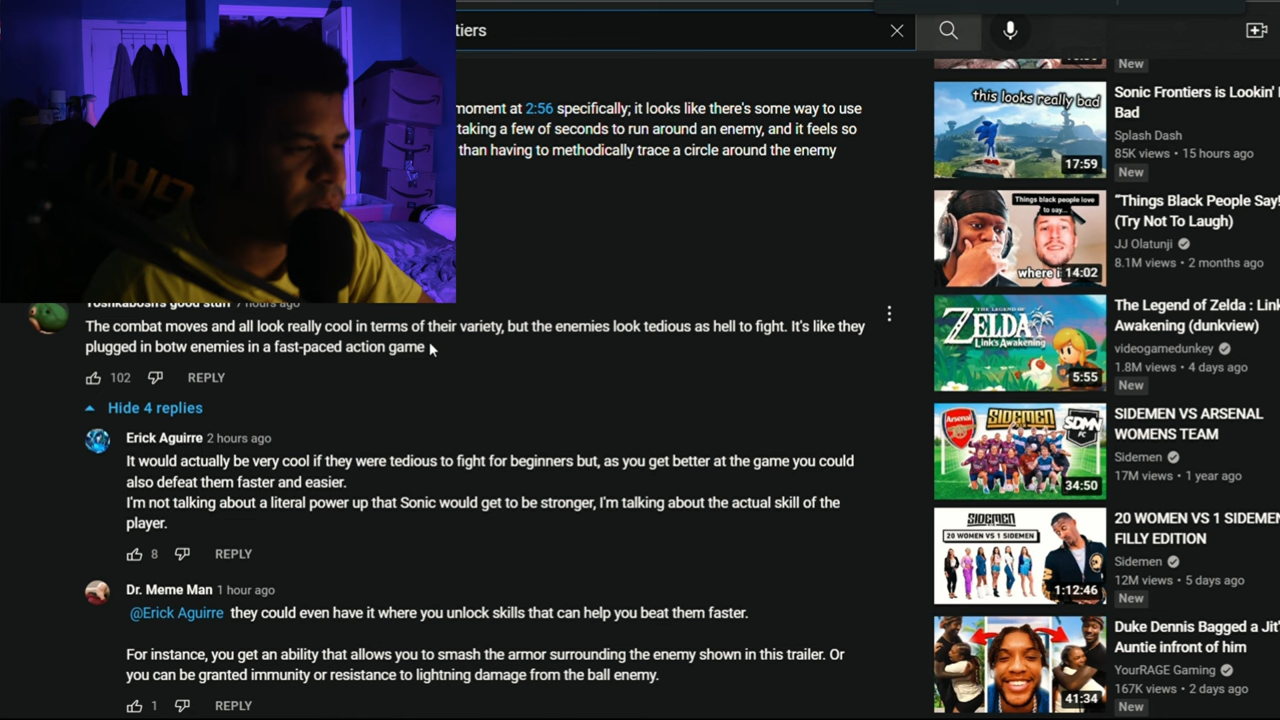 tiers
moment at 2:56 specifically; it looks like there's some way to use
taking a few of seconds to run around an enemy, and it feels so
than having to methodically trace a circle around the enemy
Yoshkabosh's good stuff 7 hours ago
The combat moves and all look really cool in terms of their variety, but the enemies look tedious as hell to fight. It's like they
plugged in botw enemies in a fast-paced action game
102 REPLY
Hide 4 replies
Erick Aguirre 2 hours ago
It would actually be very cool if they were tedious to fight for beginners but, as you get better at the game you could
also defeat them faster and easier.
I'm not talking about a literal power up that Sonic would get to be stronger, I'm talking about the actual skill of the
player.
8 REPLY
Dr. Meme Man 1 hour ago
@Erick Aguirre they could even have it where you unlock skills that can help you beat them faster.
For instance, you get an ability that allows you to smash the armor surrounding the enemy shown in this trailer. Or
you can be granted immunity or resistance to lightning damage from the ball enemy.
1 REPLY
New
this looks really bad
17:59
Sonic Frontiers is Lookin'
Bad
Splash Dash
85K views • 15 hours ago
New
Things black people love
to say...
where i
14:02
"Things Black People Say!
(Try Not To Laugh)
JJ Olatunji
8.1M views • 2 months ago
ZELDA
Link's Awakening
5:55
The Legend of Zelda : Link
Awakening (dunkview)
videogamedunkey
1.8M views • 4 days ago
New
Arsenal
SIDEMEN
SDMN
FC
34:50
SIDEMEN VS ARSENAL
WOMENS TEAM
Sidemen
17M views • 1 year ago
SIDEMEN
20 WOMEN VS 1 SIDEMEN
1:12:46
20 WOMEN VS 1 SIDEMEN
FILLY EDITION
Sidemen
12M views • 5 days ago
New
41:34
Duke Dennis Bagged a Jit'
Auntie infront of him
YourRAGE Gaming
167K views • 2 days ago
New